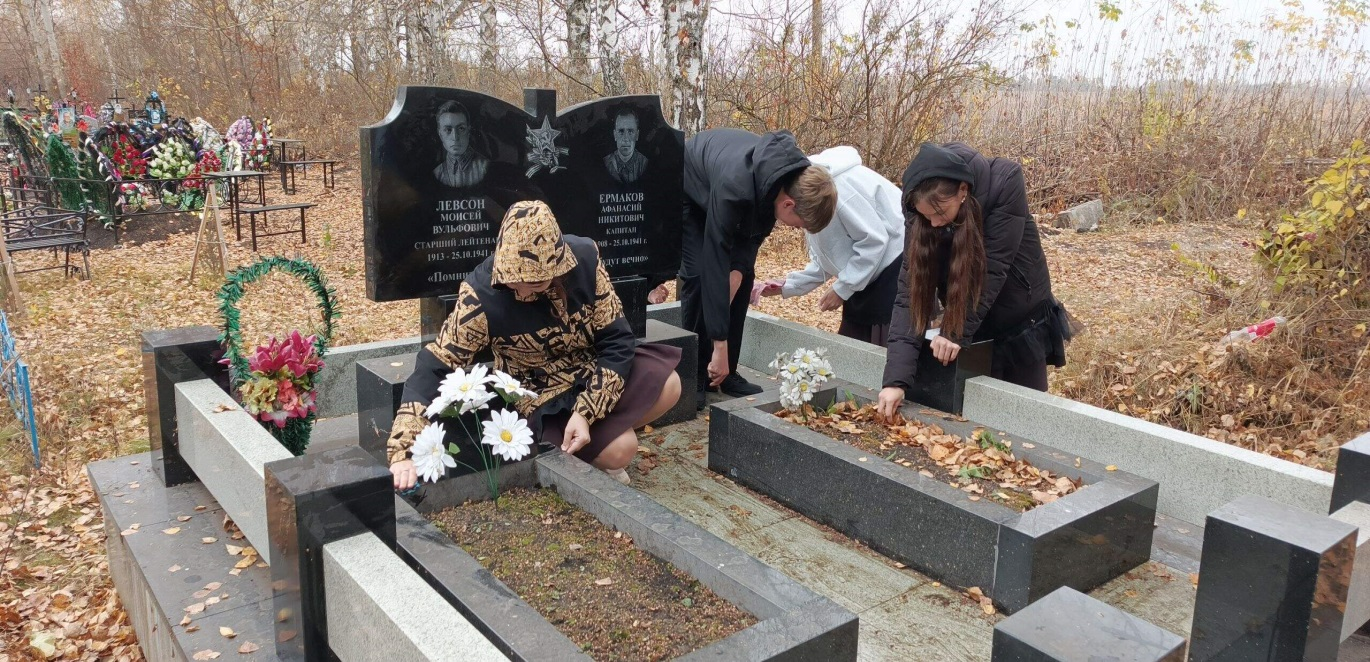 ЛЕВСОН
МОИСЕЙ
ВУЛЬФОВИЧ
СТАРШИЙ ЛЕЙТЕНА
1913 - 25.10.1941
«Помни
ЕРМАКОВ
АФАНАСИЙ
НИКИТОВИЧ
КАПИТАН
1908 - 25.10.1941 г.
удут вечно»